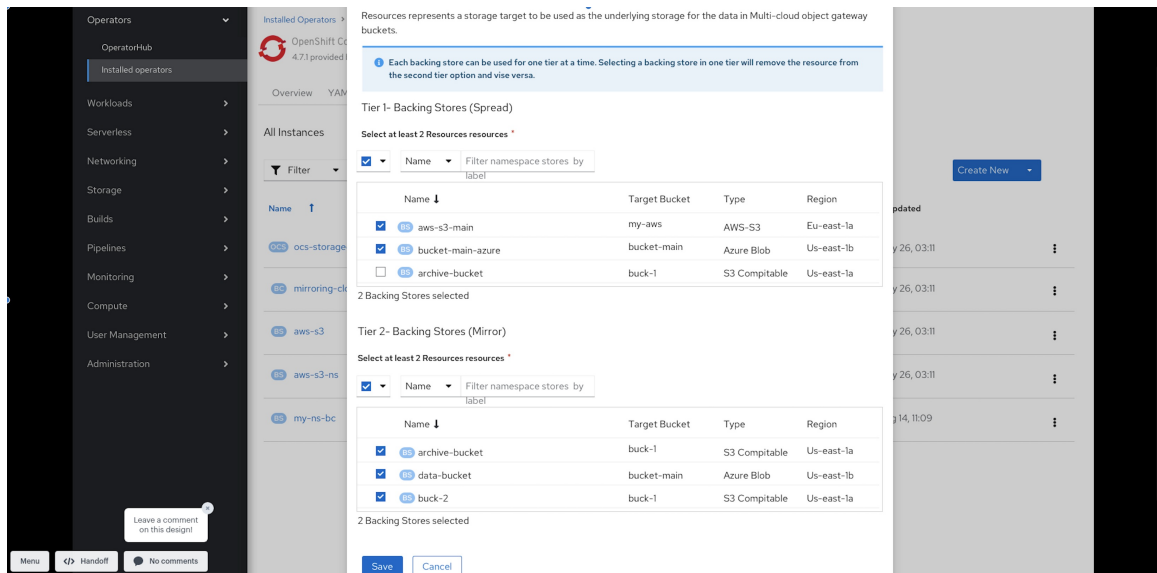 Operators
OperatorHub
Installed operators
Workloads
Serverless
Networking
Storage
Builds
Pipelines
Monitoring
Compute
User Management
Administration
Leave a comment
on this design!
Menu
</> Handoff
No comments
Installed Operators >
OpenShift Co
4.7.1 provided
Overview YAM
All Instances
Filter
Create New
Name
pdated
OCS ocs-storage
y 26, 03:11
BC mirroring-clo
y 26, 03:11
BS aws-s3
y 26, 03:11
BS aws-s3-ns
y 26, 03:11
BS my-ns-bc
g 14, 11:09
Resources represents a storage target to be used as the underlying storage for the data in Multi-cloud object gateway
buckets.
Each backing store can be used for one tier at a time. Selecting a backing store in one tier will remove the resource from
the second tier option and vise versa.
Tier 1- Backing Stores (Spread)
Select at least 2 Resources resources *
Name Filter namespace stores by
label
Name Target Bucket Type Region
BS aws-s3-main my-aws AWS-S3 Eu-east-1a
BS bucket-main-azure bucket-main Azure Blob Us-east-1b
BS archive-bucket buck-1 S3 Compitable Us-east-1a
2 Backing Stores selected
Tier 2- Backing Stores (Mirror)
Select at least 2 Resources resources *
Name Filter namespace stores by
label
Name Target Bucket Type Region
BS archive-bucket buck-1 S3 Compitable Us-east-1a
BS data-bucket bucket-main Azure Blob Us-east-1b
BS buck-2 buck-1 S3 Compitable Us-east-1a
2 Backing Stores selected
Save Cancel